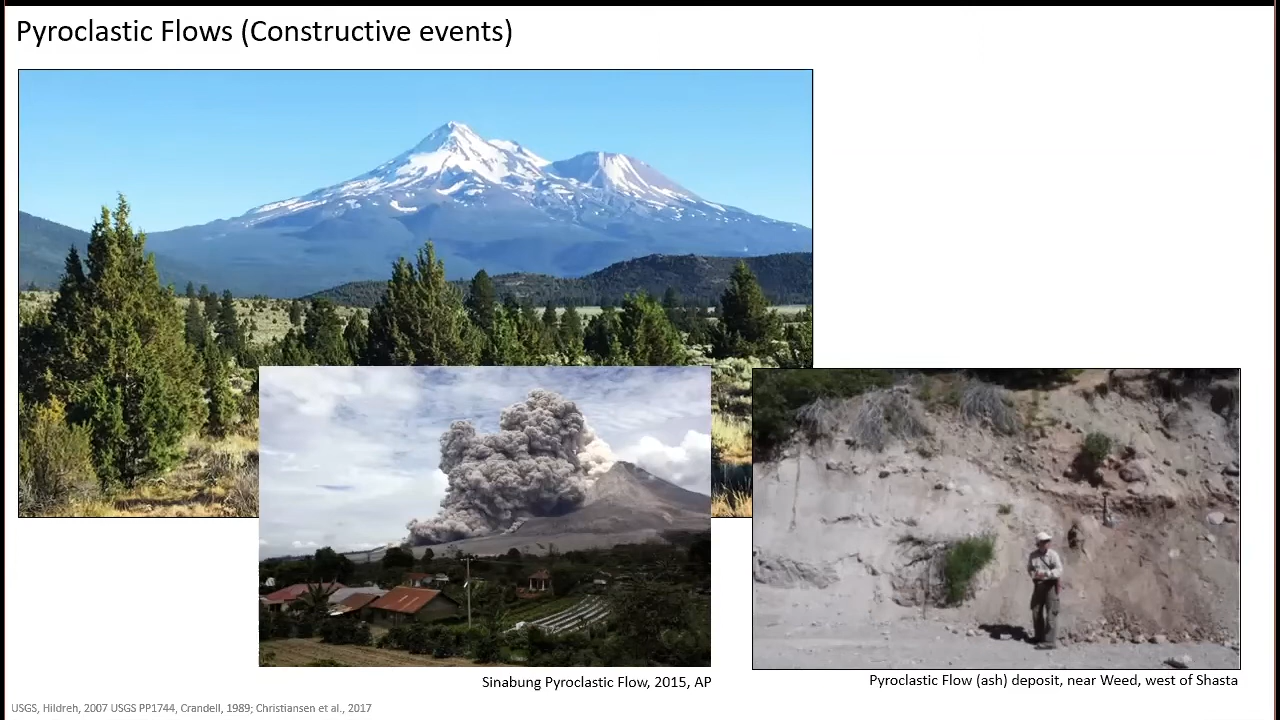 Pyroclastic Flows (Constructive events)
Sinabung Pyroclastic Flow, 2015, AP
Pyroclastic Flow (ash) deposit, near Weed, west of Shasta
USGS, Hildreh, 2007 USGS PP1744, Crandell, 1989; Christiansen et al., 2017